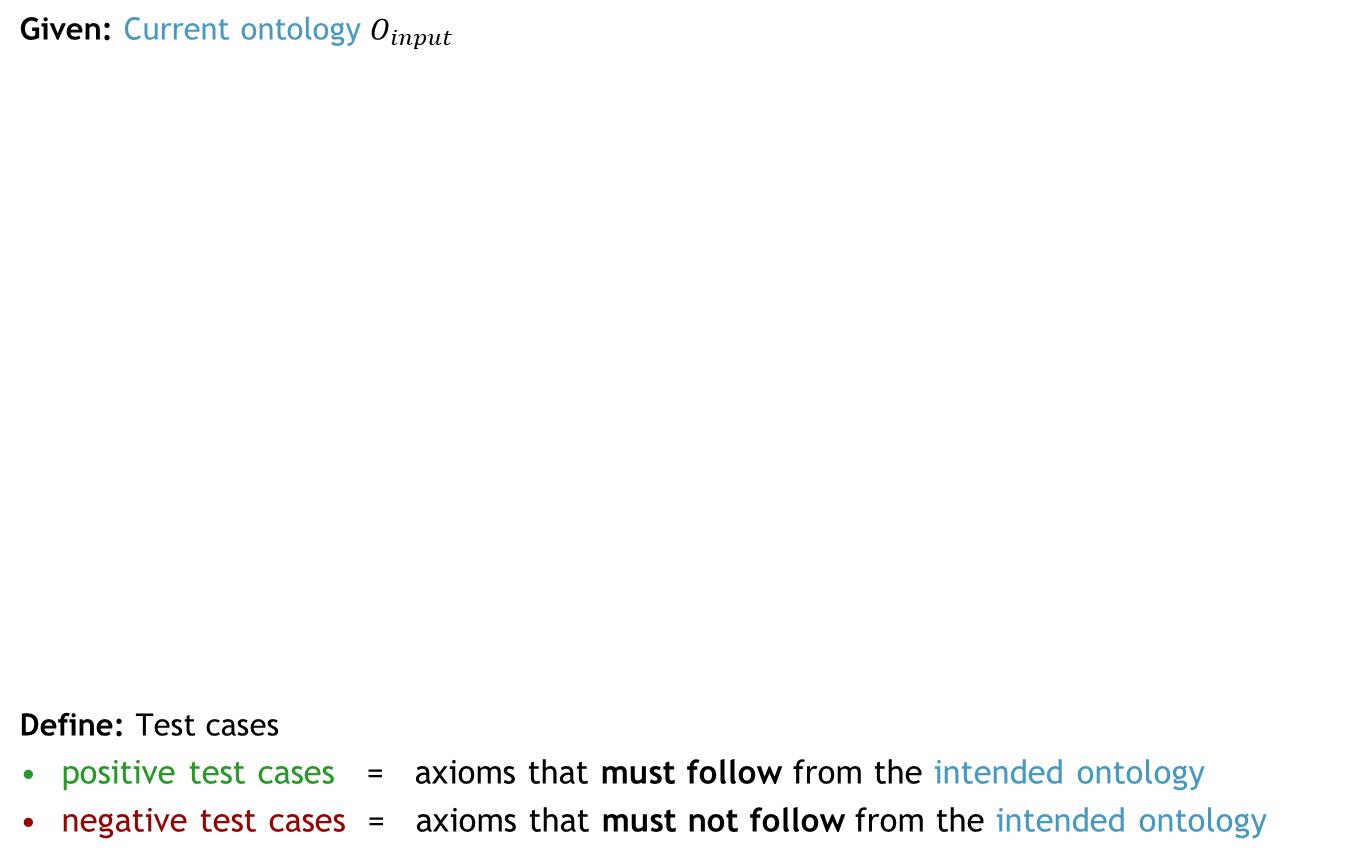 Given: Current ontology O_input
Define: Test cases
• positive test cases = axioms that must follow from the intended ontology
• negative test cases = axioms that must not follow from the intended ontology